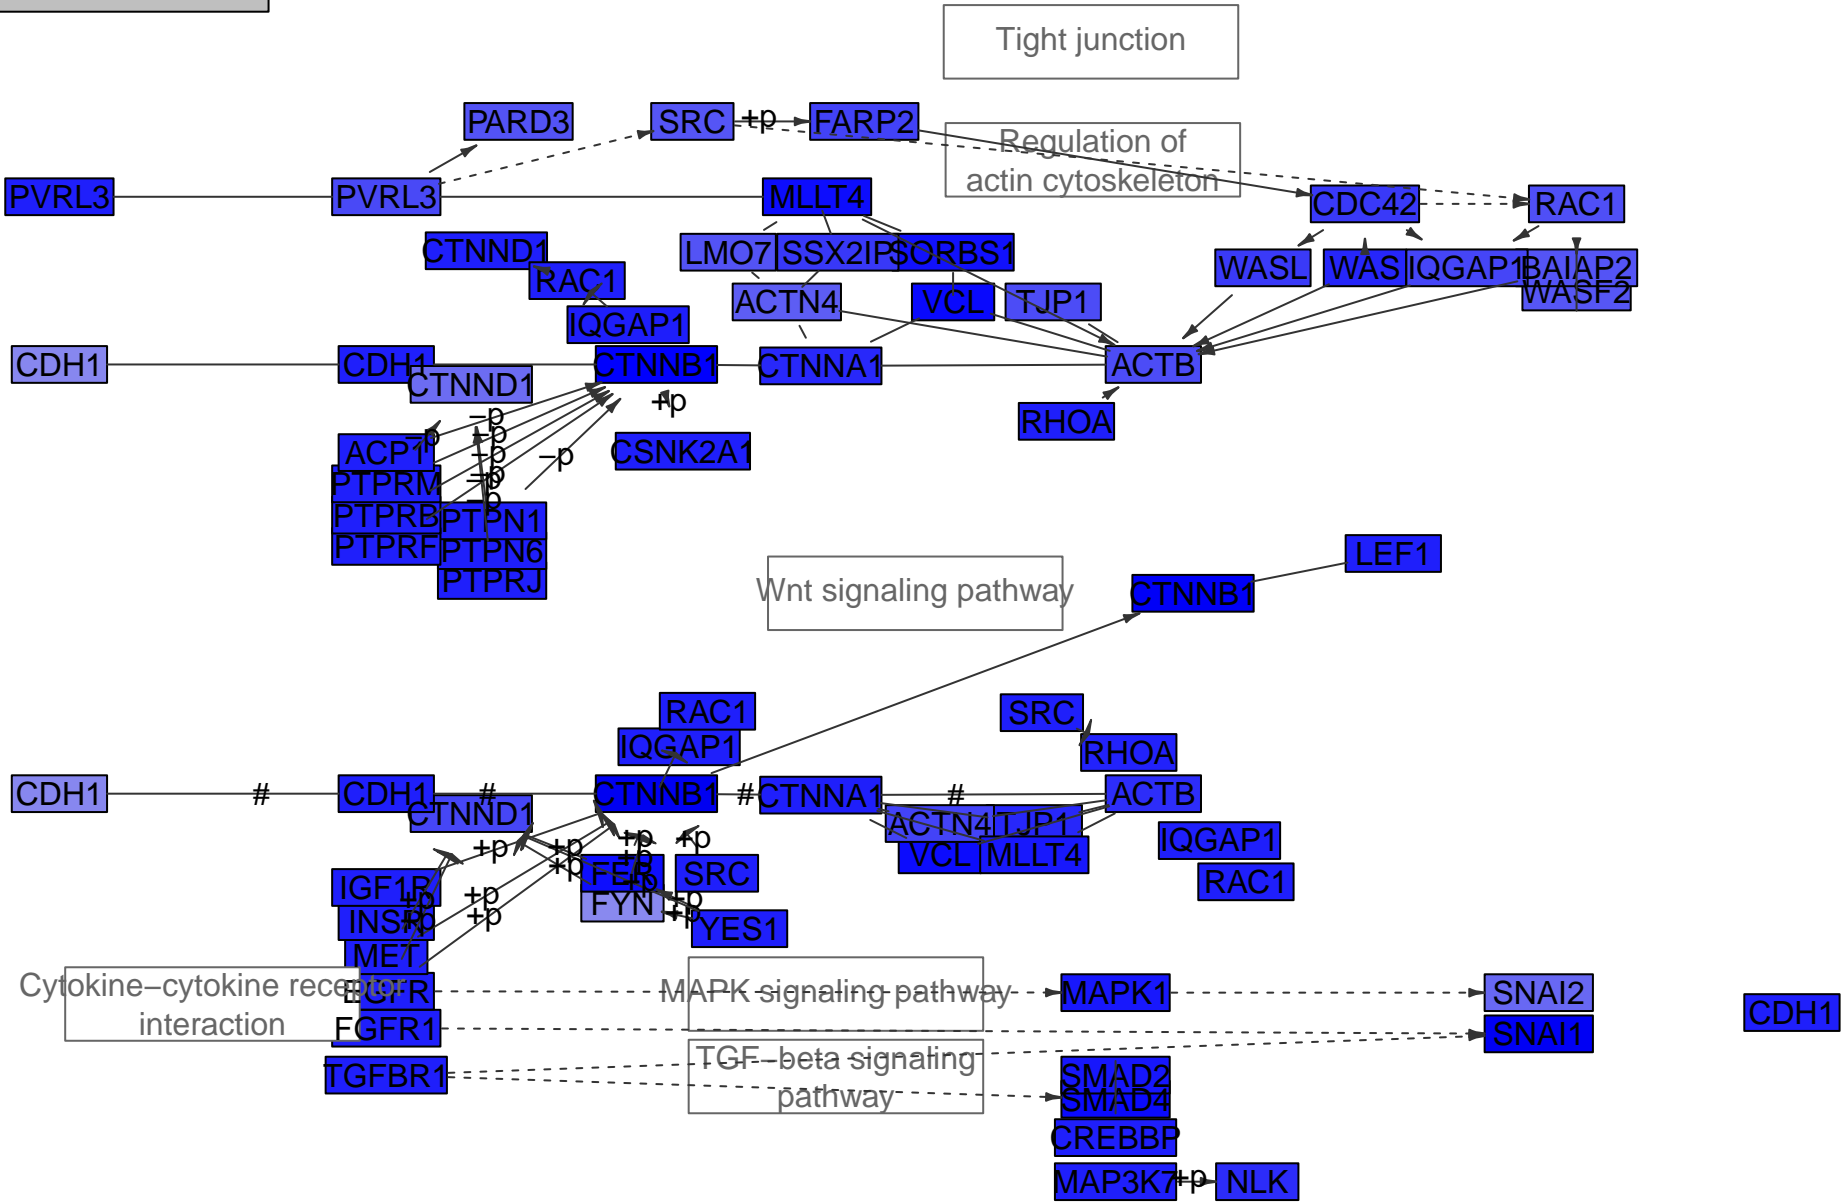 Tight junction
PARD3
SRC
+p
FARP2
Regulation of
actin cytoskeleton
PVRL3
PVRL3
MLLT4
CDC42
RAC1
CTNND1
LMO7
SSX2IP
SORBS1
WASL
WAS
IQGAP1
BAIAP2
WASF2
RAC1
ACTN4
VCL
TJP1
IQGAP1
CDH1
CDH1
CTNND1
CTNNB1
CTNNA1
ACTB
+p
RHOA
−p
−p
−p
−p
−p
−p
−p
−p
ACP1
CSNK2A1
PTPRM
PTPRB
PTPN1
PTPRF
PTPN6
PTPRJ
LEF1
Wnt signaling pathway
CTNNB1
RAC1
SRC
IQGAP1
RHOA
CDH1
#
CDH1
#
CTNNB1
#
CTNNA1
#
ACTB
CTNND1
ACTN4
TJP1
+p
+p
+p
+p
IQGAP1
VCL
MLLT4
+p
+p
FER
SRC
RAC1
IGF1R
+p
+p
+p
FYN
+p
INSR
+p
+p
+p
YES1
MET
Cytokine−cytokine receptor
interaction
EGFR
MAPK signaling pathway
MAPK1
SNAI2
CDH1
FGFR1
SNAI1
TGFBR1
TGF−beta signaling
pathway
SMAD2
SMAD4
CREBBP
MAP3K7
+p
NLK